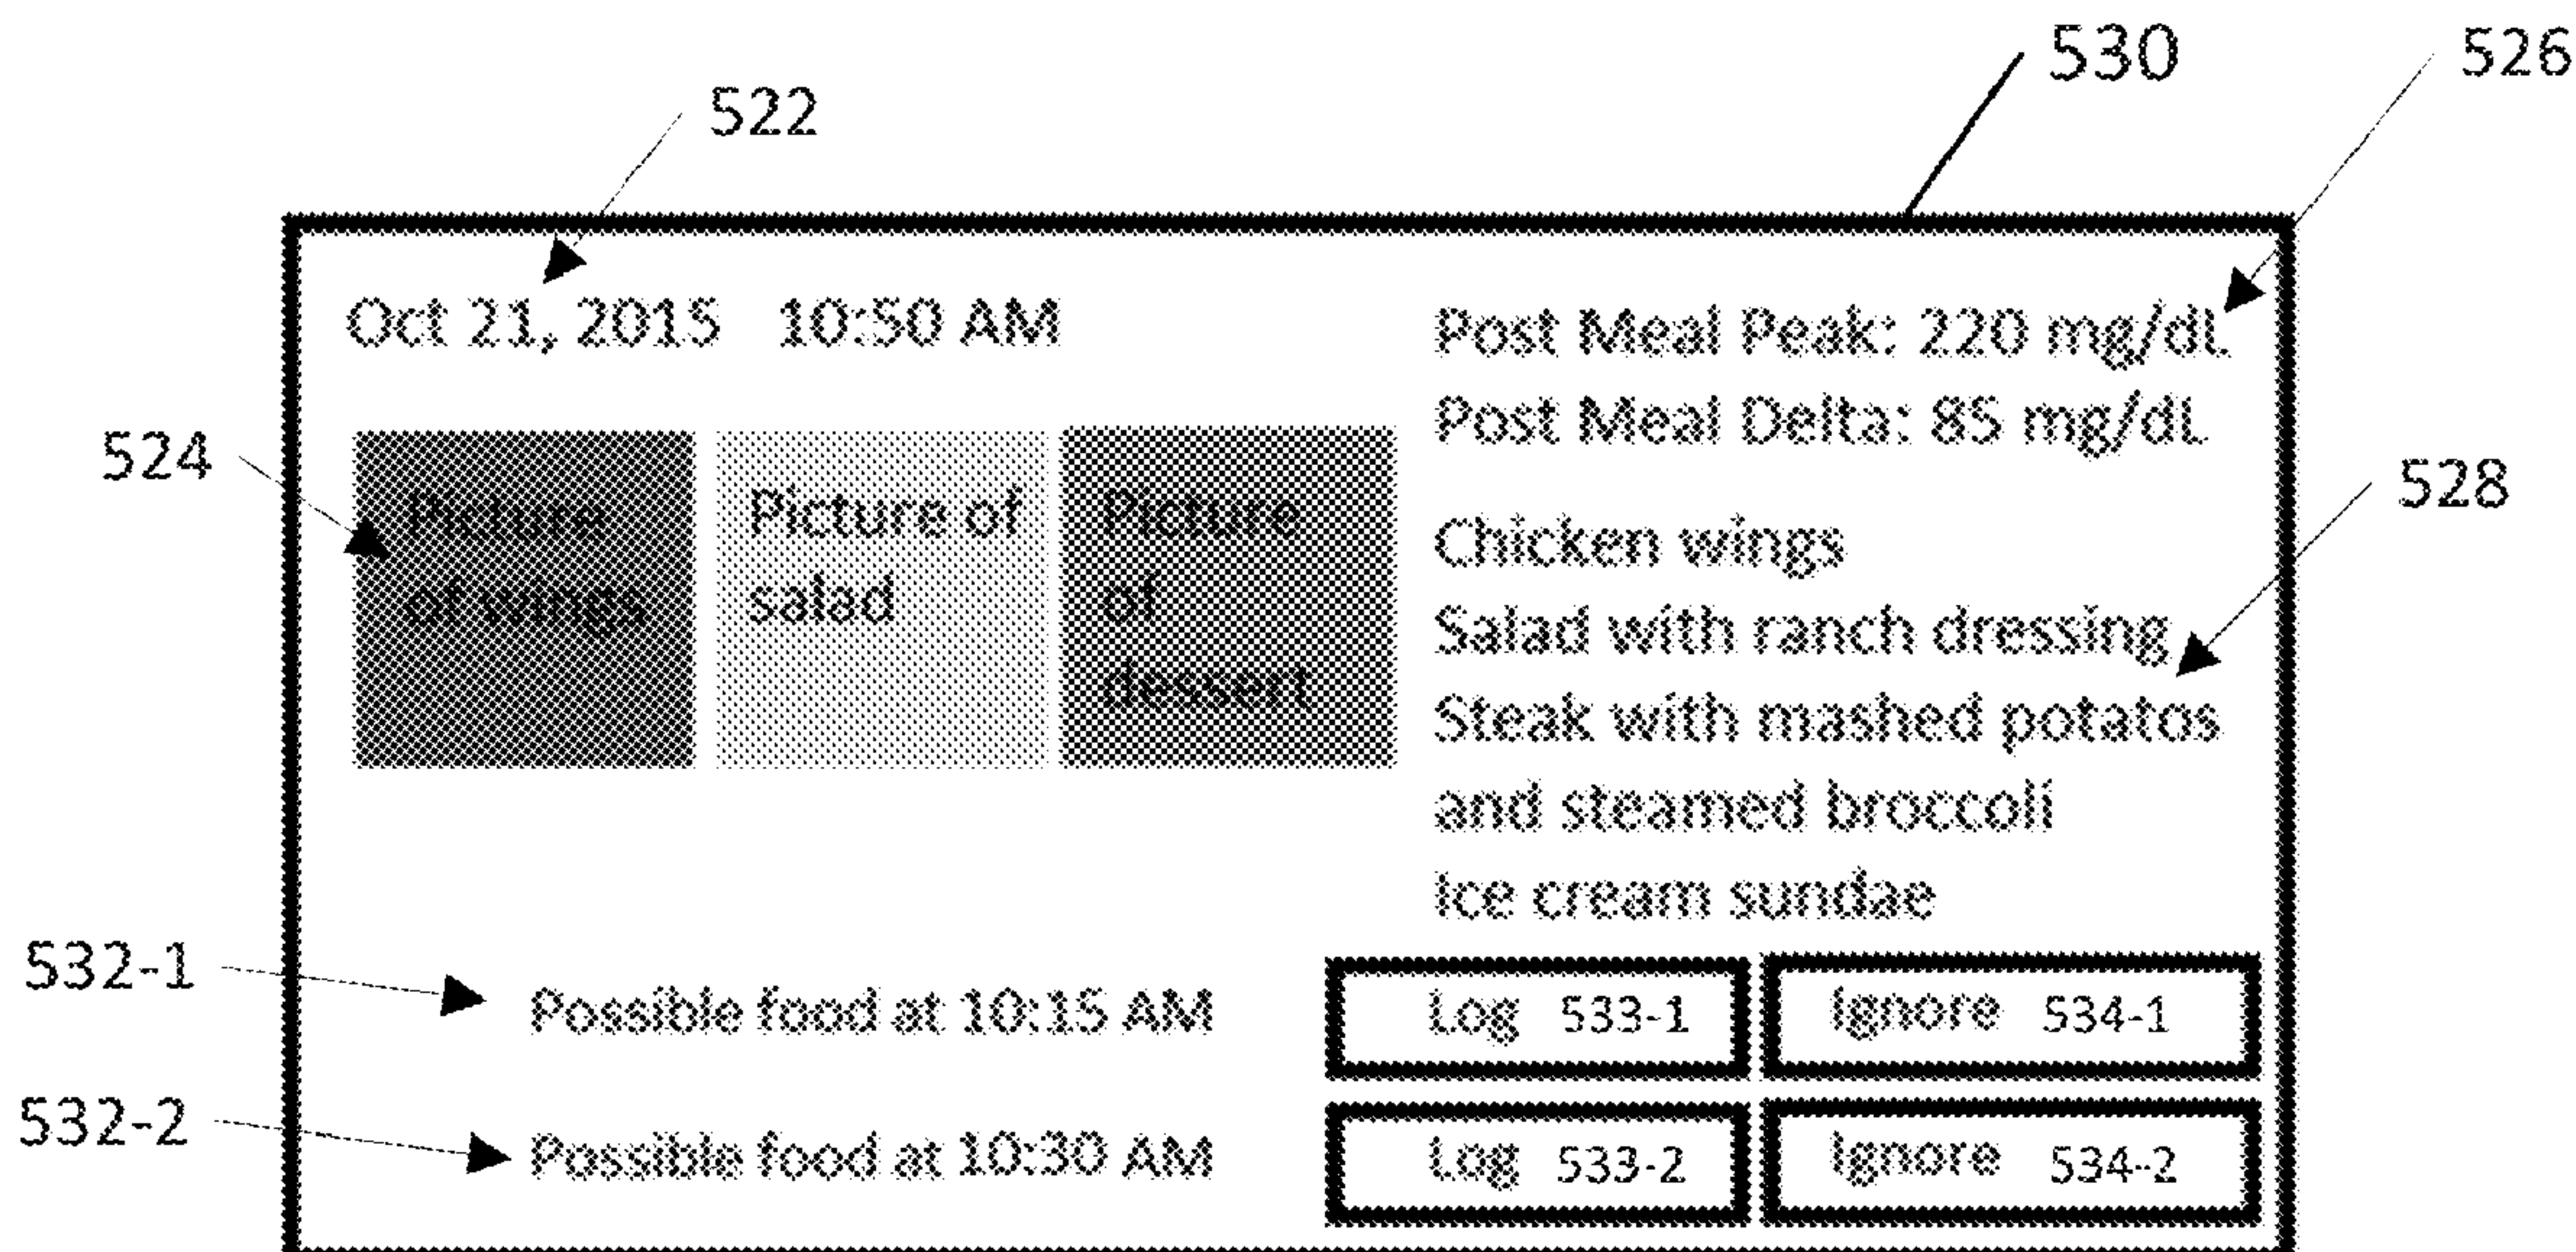 530
526
522
Oct 21, 2015 10:50 AM
Post Meal Peak: 220 mg/dL
Post Meal Delta: 85 mg/dL
524
Picture
of wings
Picture of
salad
Picture
of
dessert
528
Chicken wings
Salad with ranch dressing
Steak with mashed potatos
and steamed broccoli
Ice cream sundae
532-1
Possible food at 10:15 AM
Log 533-1
Ignore 534-1
532-2
Possible food at 10:30 AM
Log 533-2
Ignore 534-2